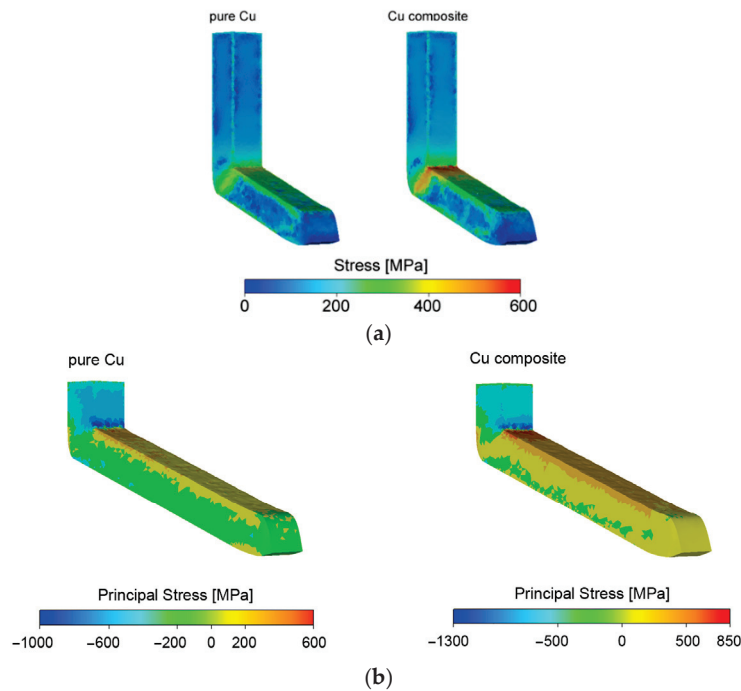 pure Cu Cu composite
Stress [MPa]
0 200 400 600
(a)
pure Cu Cu composite
Principal Stress [MPa] Principal Stress [MPa]
−1000 −600 −400 −200 0 200 600 −1300 −500 0 500 850
(b)